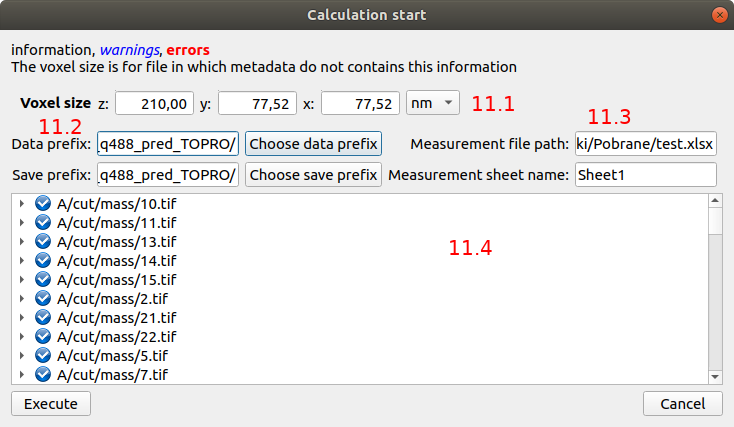 Calculation start
information, warnings, errors
The voxel size is for file in which metadata do not contains this information
Voxel size z: 210,00 y: 77,52 x: 77,52 nm 11.1
11.2 11.3
Data prefix: _q488_pred_TOPRO/ Choose data prefix Measurement file path: ki/Pobrane/test.xlsx
Save prefix: _q488_pred_TOPRO/ Choose save prefix Measurement sheet name: Sheet1
A/cut/mass/10.tif
A/cut/mass/11.tif
A/cut/mass/13.tif
11.4
A/cut/mass/14.tif
A/cut/mass/15.tif
A/cut/mass/2.tif
A/cut/mass/21.tif
A/cut/mass/22.tif
A/cut/mass/5.tif
A/cut/mass/7.tif
Execute Cancel